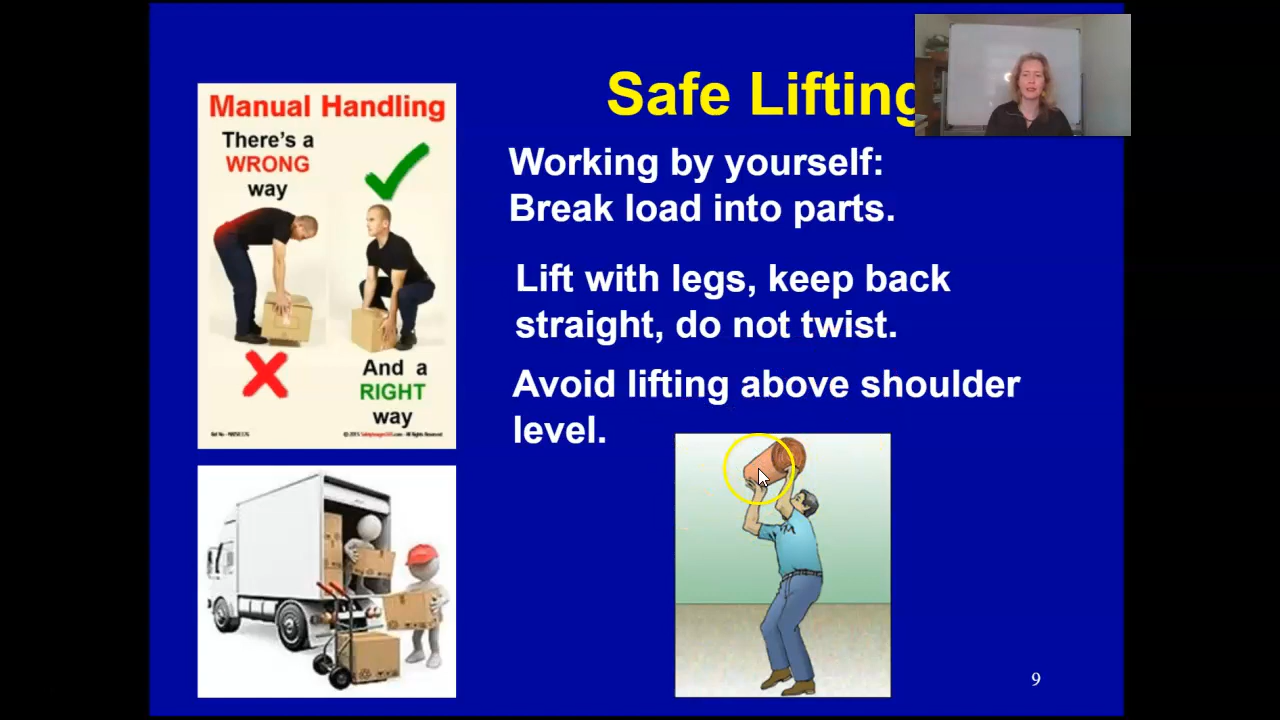 Safe Lifting
Manual Handling
There's a
WRONG
way
And a
RIGHT
way
Working by yourself:
Break load into parts.
Lift with legs, keep back
straight, do not twist.
Avoid lifting above shoulder
level.
9